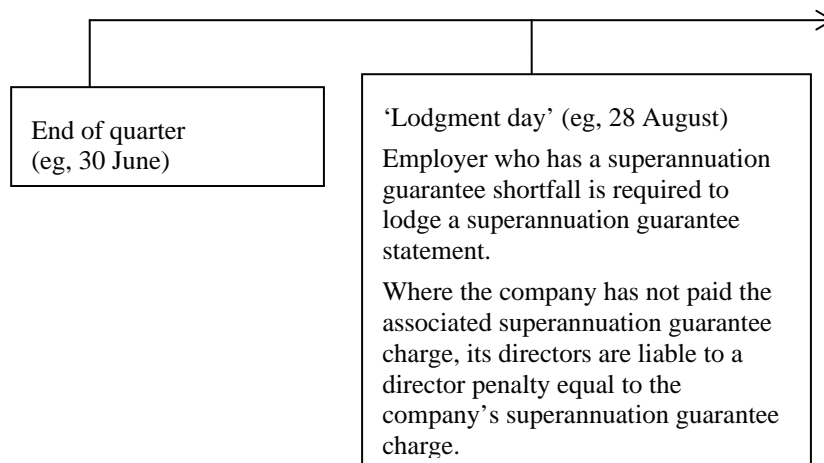 End of quarter
(eg, 30 June)
‘Lodgment day’ (eg, 28 August)
Employer who has a superannuation
guarantee shortfall is required to
lodge a superannuation guarantee
statement.
Where the company has not paid the
associated superannuation guarantee
charge, its directors are liable to a
director penalty equal to the
company’s superannuation guarantee
charge.